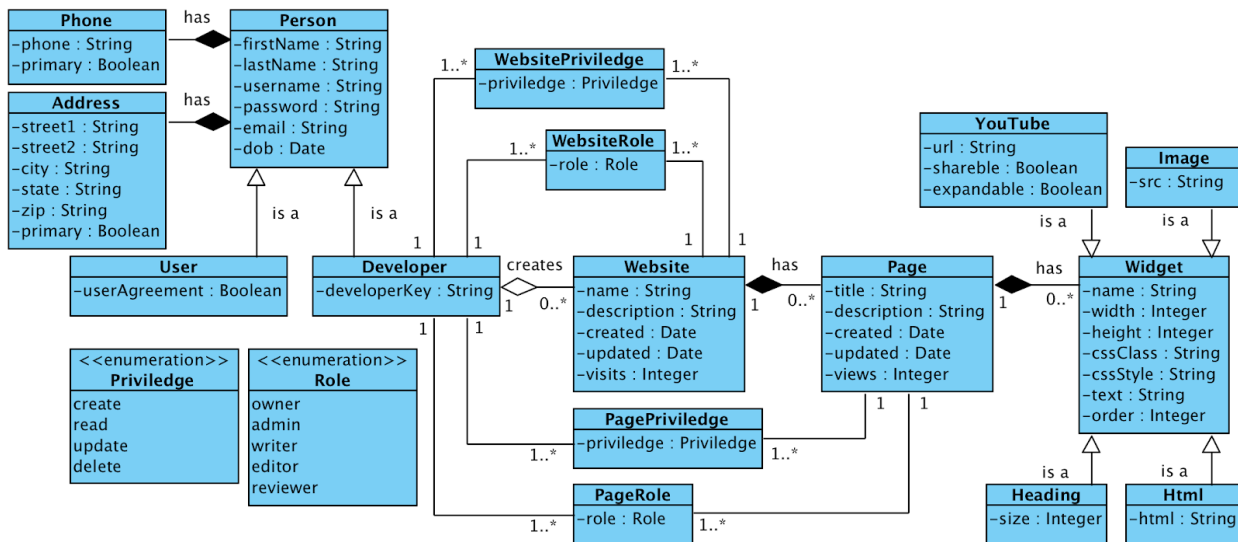 Phone
-phone : String
-primary : Boolean
has
Person
-firstName : String
-lastName : String
-username : String
-password : String
-email : String
-dob : Date
Address
-street1 : String
-street2 : String
-city : String
-state : String
-zip : String
-primary : Boolean
has
is a
is a
User
-userAgreement : Boolean
Developer
-developerKey : String
<<enumeration>>
Priviledge
create
read
update
delete
<<enumeration>>
Role
owner
admin
writer
editor
reviewer
WebsitePriviledge
-priviledge : Priviledge
1..*
1..*
WebsiteRole
-role : Role
1..*
1..*
1
1
1
1
creates
1
0..*
Website
-name : String
-description : String
-created : Date
-updated : Date
-visits : Integer
has
1
0..*
Page
-title : String
-description : String
-created : Date
-updated : Date
-views : Integer
has
1
0..*
1
1
1
1
PagePriviledge
-priviledge : Priviledge
1..*
1..*
PageRole
-role : Role
1..*
1..*
YouTube
-url : String
-shareble : Boolean
-expandable : Boolean
Image
-src : String
is a
is a
Widget
-name : String
-width : Integer
-height : Integer
-cssClass : String
-cssStyle : String
-text : String
-order : Integer
is a
is a
Heading
-size : Integer
Html
-html : String